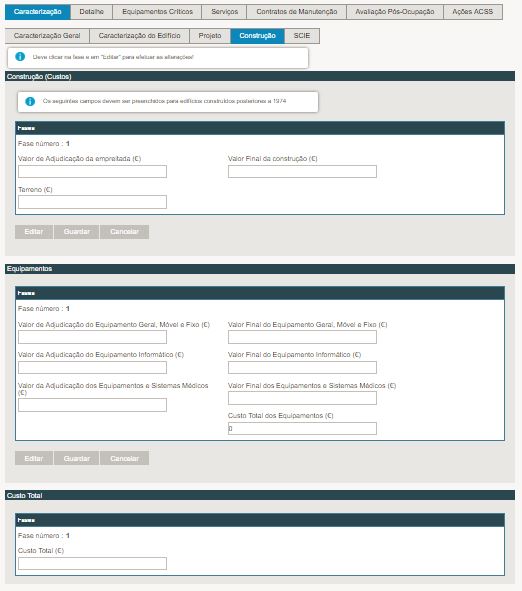 Caracterização Detalhe Equipamentos Críticos Serviços Contratos de Manutenção Avaliação Pós-Ocupação Ações ACSS
Caracterização Geral Caracterização do Edifício Projeto Construção SCIE
Deve clicar na fase e em "Editar" para efetuar as alterações!
Construção (Custos)
Os seguintes campos devem ser preenchidos para edifícios construídos posteriores a 1974
Fases
Fase número : 1
Valor de Adjudicação da empreitada (€) Valor Final da construção (€)
Terreno (€)
Editar Guardar Cancelar
Equipamentos
Fases
Fase número : 1
Valor de Adjudicação do Equipamento Geral, Móvel e Fixo (€) Valor Final do Equipamento Geral, Móvel e Fixo (€)
Valor da Adjudicação do Equipamento Informático (€) Valor Final do Equipamento Informático (€)
Valor da Adjudicação dos Equipamentos e Sistemas Médicos Valor Final dos Equipamentos e Sistemas Médicos (€)
(€)
Custo Total dos Equipamentos (€)
0
Editar Guardar Cancelar
Custo Total
Fases
Fase número : 1
Custo Total (€)